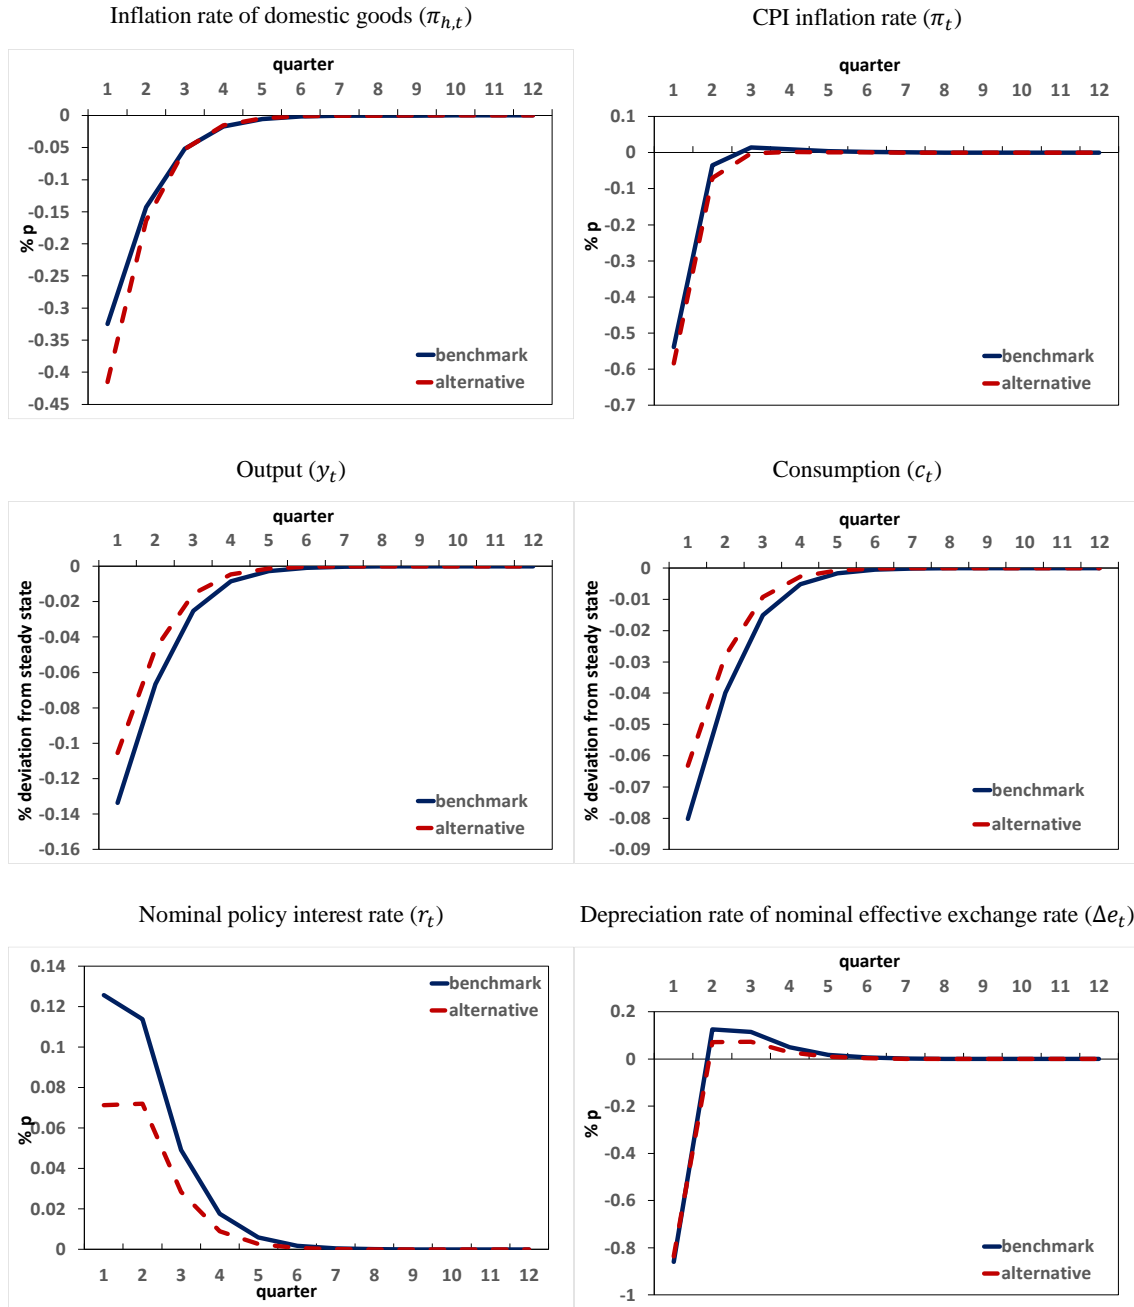 Inflation rate of domestic goods (π_{h,t})
quarter
1 2 3 4 5 6 7 8 9 10 11 12
0
-0.05
-0.1
-0.15
-0.2
-0.25
-0.3
-0.35
-0.4
-0.45
% p
benchmark
alternative
CPI inflation rate (π_t)
quarter
1 2 3 4 5 6 7 8 9 10 11 12
0.1
0
-0.1
-0.2
-0.3
-0.4
-0.5
-0.6
-0.7
% p
benchmark
alternative
Output (y_t)
quarter
1 2 3 4 5 6 7 8 9 10 11 12
0
-0.02
-0.04
-0.06
-0.08
-0.1
-0.12
-0.14
-0.16
% deviation from steady state
benchmark
alternative
Consumption (c_t)
quarter
1 2 3 4 5 6 7 8 9 10 11 12
0
-0.01
-0.02
-0.03
-0.04
-0.05
-0.06
-0.07
-0.08
-0.09
% deviation from steady state
benchmark
alternative
Nominal policy interest rate (r_t)
0.14
0.12
0.1
0.08
0.06
0.04
0.02
0
% p
benchmark
alternative
1 2 3 4 5 6 7 8 9 10 11 12
quarter
Depreciation rate of nominal effective exchange rate (Δe_t)
quarter
1 2 3 4 5 6 7 8 9 10 11 12
0.2
0
-0.2
-0.4
-0.6
-0.8
-1
% p
benchmark
alternative